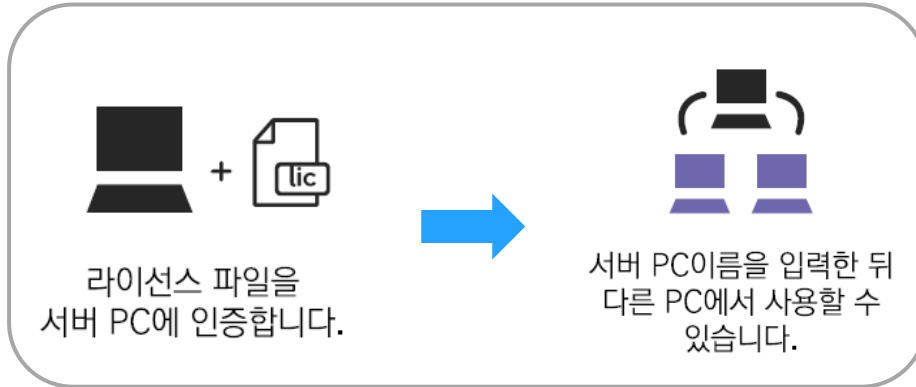 +
lic
라이선스 파일을
서버 PC에 인증합니다.
서버 PC이름을 입력한 뒤
다른 PC에서 사용할 수
있습니다.